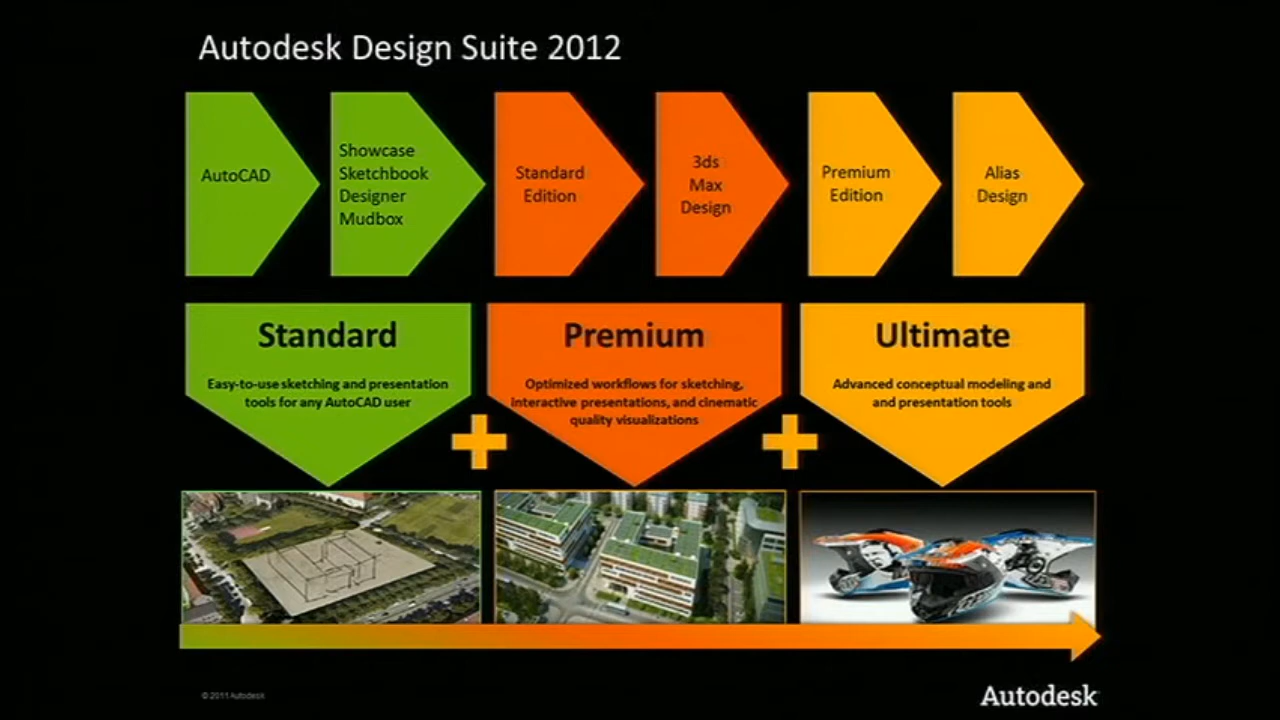 Autodesk Design Suite 2012
AutoCAD
Showcase
Sketchbook
Designer
Mudbox
Standard
Edition
3ds
Max
Design
Premium
Edition
Alias
Design
Standard
Easy-to-use sketching and presentation
tools for any AutoCAD user
Premium
Optimized workflows for sketching,
interactive presentations, and cinematic
quality visualizations
Ultimate
Advanced conceptual modeling and
and presentation tools
© 2011 Autodesk
Autodesk